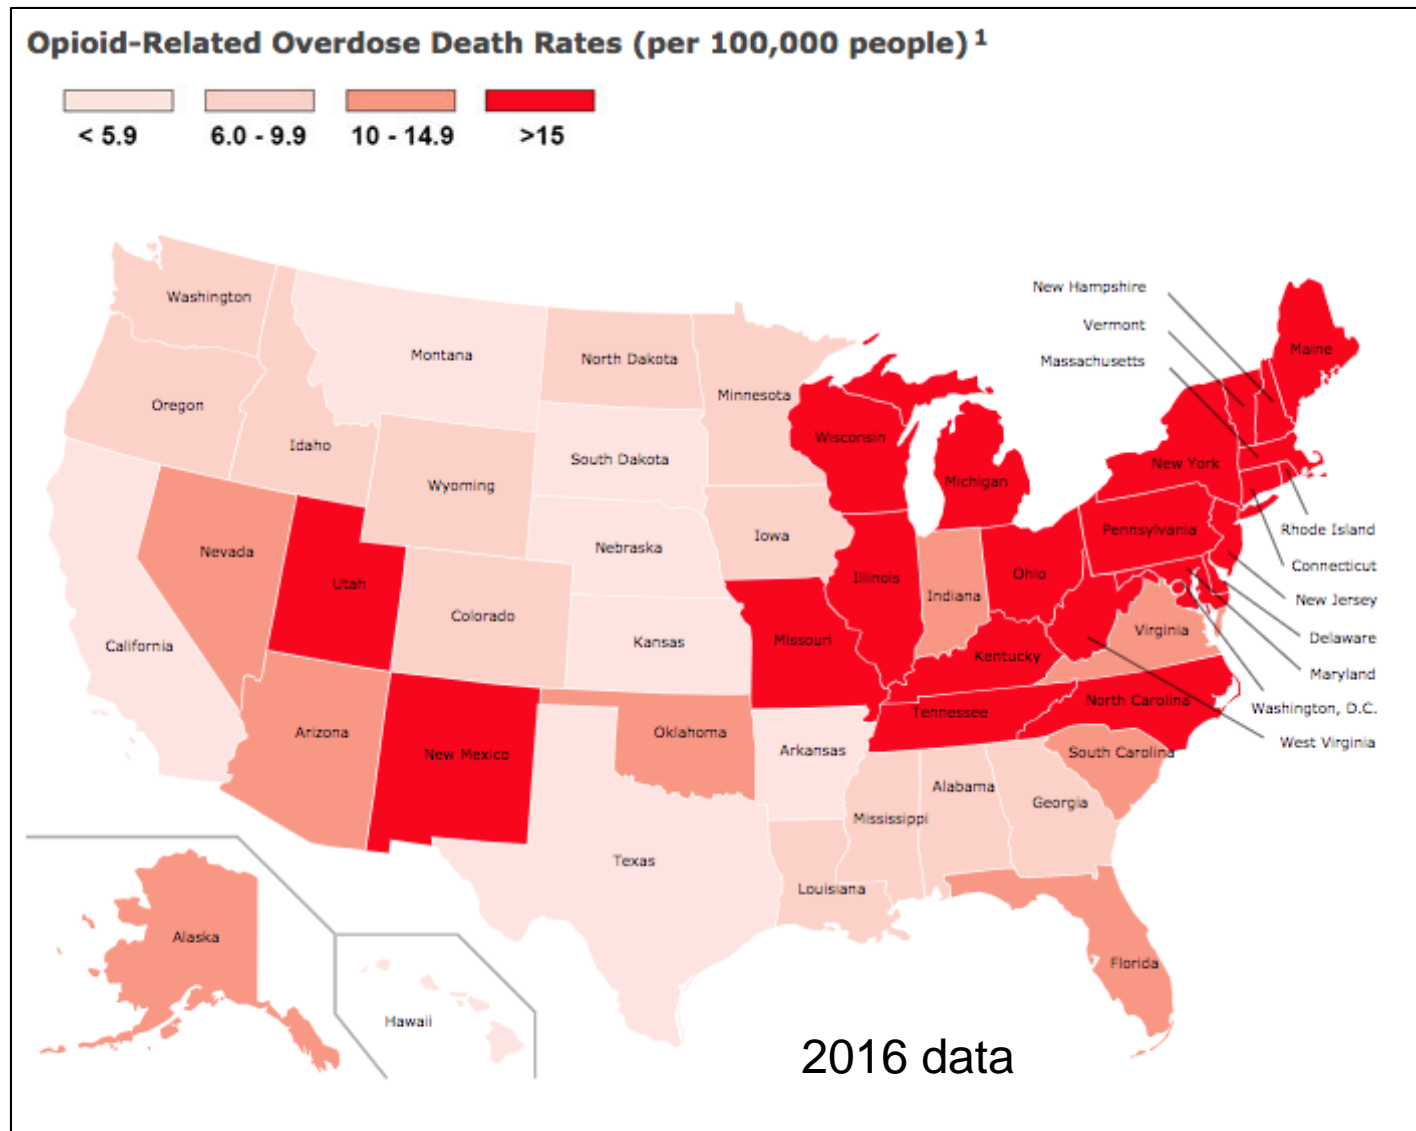 Opioid-Related Overdose Death Rates (per 100,000 people) 1
< 5.9 6.0 - 9.9 10 - 14.9 >15
New Hampshire
Washington
Vermont
Maine
Montana
North Dakota
Massachusetts
Minnesota
Oregon
Wisconsin
Idaho
South Dakota
New York
Wyoming
Michigan
Rhode Island
Pennsylvania
Iowa
Nevada
Nebraska
Connecticut
Utah
Illinois
Ohio
Indiana
New Jersey
Colorado
Virginia
Delaware
California
Kansas
Missouri
Kentucky
Maryland
North Carolina
Washington, D.C.
Tennessee
Arizona
Oklahoma
West Virginia
New Mexico
Arkansas
South Carolina
Alabama
Georgia
Mississippi
Texas
Louisiana
Alaska
Florida
Hawaii
2016 data